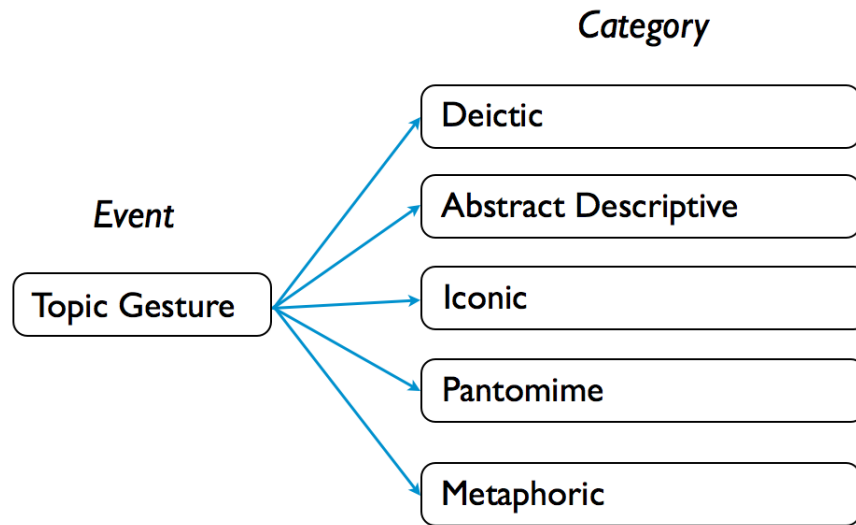 Category
Deictic
Abstract Descriptive
Event
Topic Gesture
Iconic
Pantomime
Metaphoric